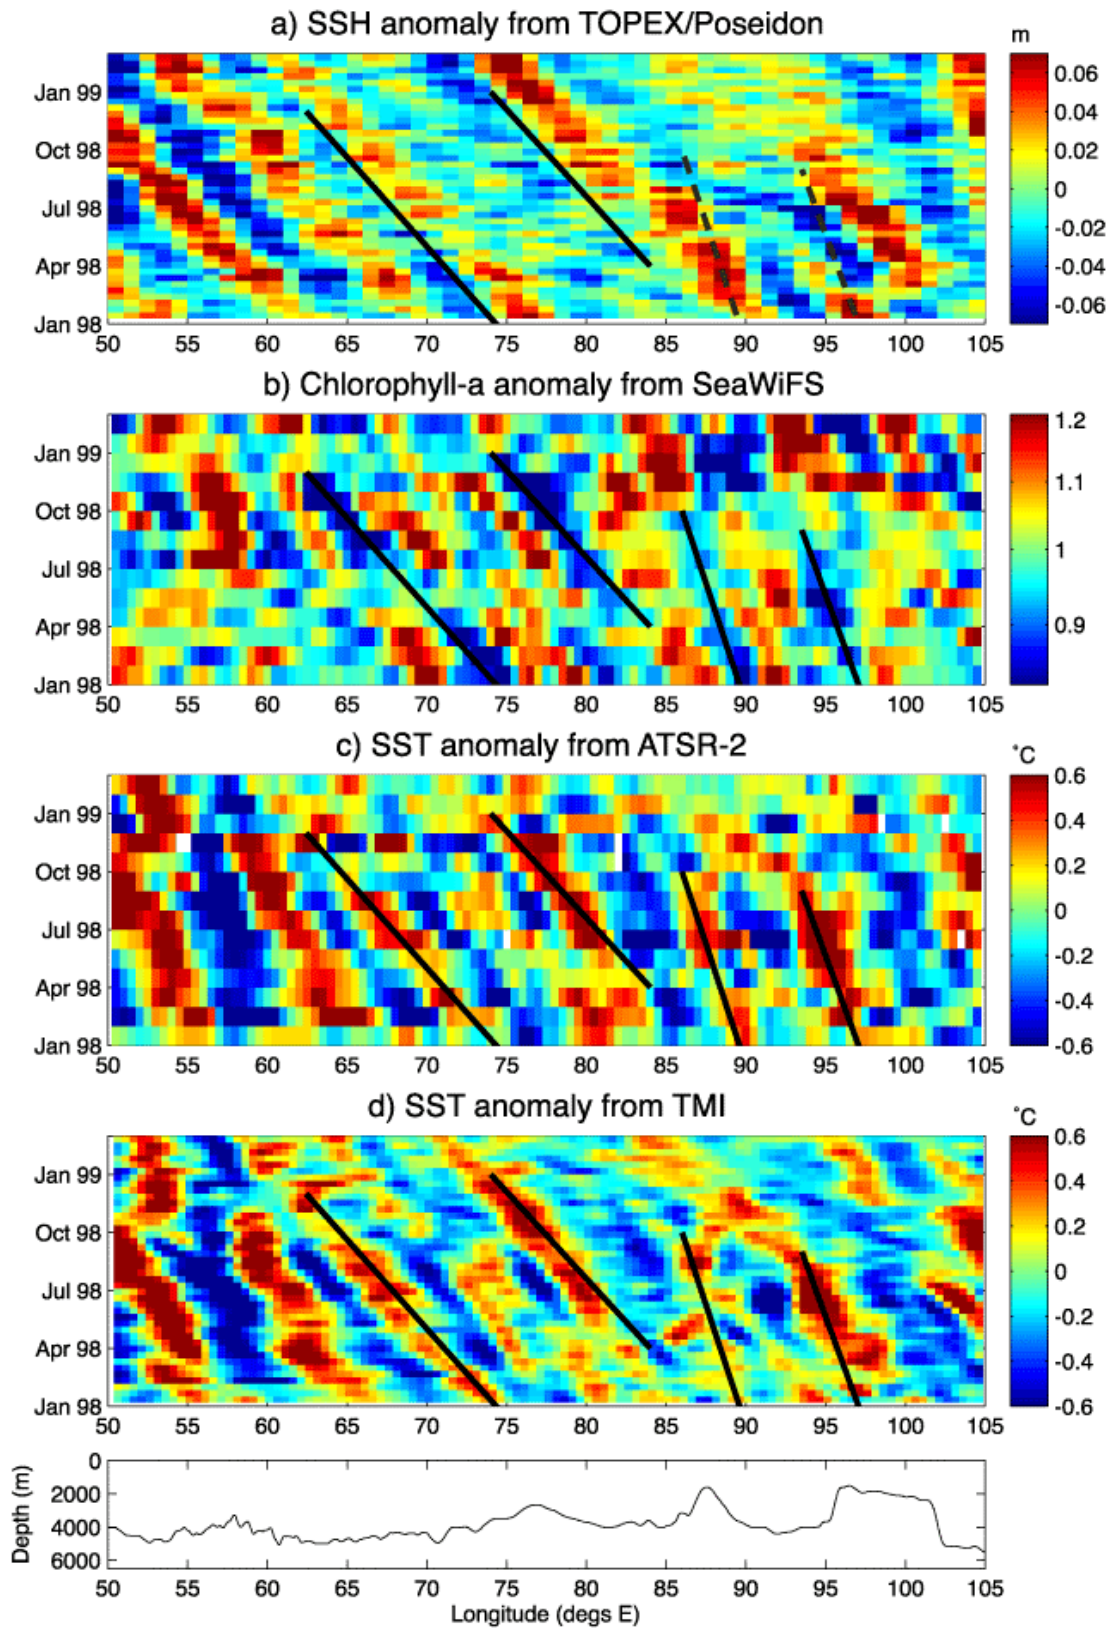 a) SSH anomaly from TOPEX/Poseidon
m
Jan 99
Oct 98
Jul 98
Apr 98
Jan 98
50 55 60 65 70 75 80 85 90 95 100 105
0.06
0.04
0.02
0
-0.02
-0.04
-0.06
b) Chlorophyll-a anomaly from SeaWiFS
Jan 99
Oct 98
Jul 98
Apr 98
Jan 98
50 55 60 65 70 75 80 85 90 95 100 105
1.2
1.1
1
0.9
c) SST anomaly from ATSR-2
°C
Jan 99
Oct 98
Jul 98
Apr 98
Jan 98
50 55 60 65 70 75 80 85 90 95 100 105
0.6
0.4
0.2
0
-0.2
-0.4
-0.6
d) SST anomaly from TMI
°C
Jan 99
Oct 98
Jul 98
Apr 98
Jan 98
50 55 60 65 70 75 80 85 90 95 100 105
0.6
0.4
0.2
0
-0.2
-0.4
-0.6
Depth (m)
0
2000
4000
6000
50 55 60 65 70 75 80 85 90 95 100 105
Longitude (degs E)